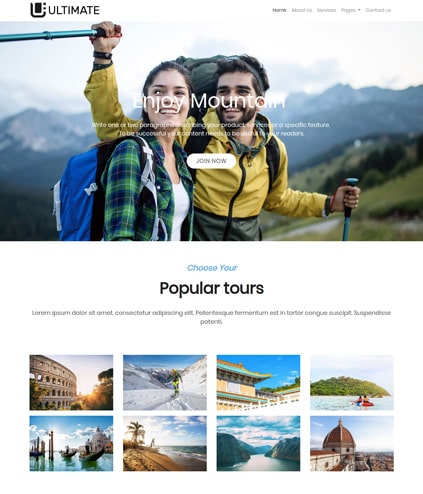 ULTIMATE
Home About Us Services Pages Contact us
Enjoy Mountain
Write one or two paragraphs describing your product, services or a specific feature.
To be successful your content needs to be useful to your readers.
JOIN NOW
Choose Your
Popular tours
Lorem ipsum dolor sit amet, consectetur adipiscing elit. Pellentesque fermentum est in tortor congue suscipit. Suspendisse
potenti.